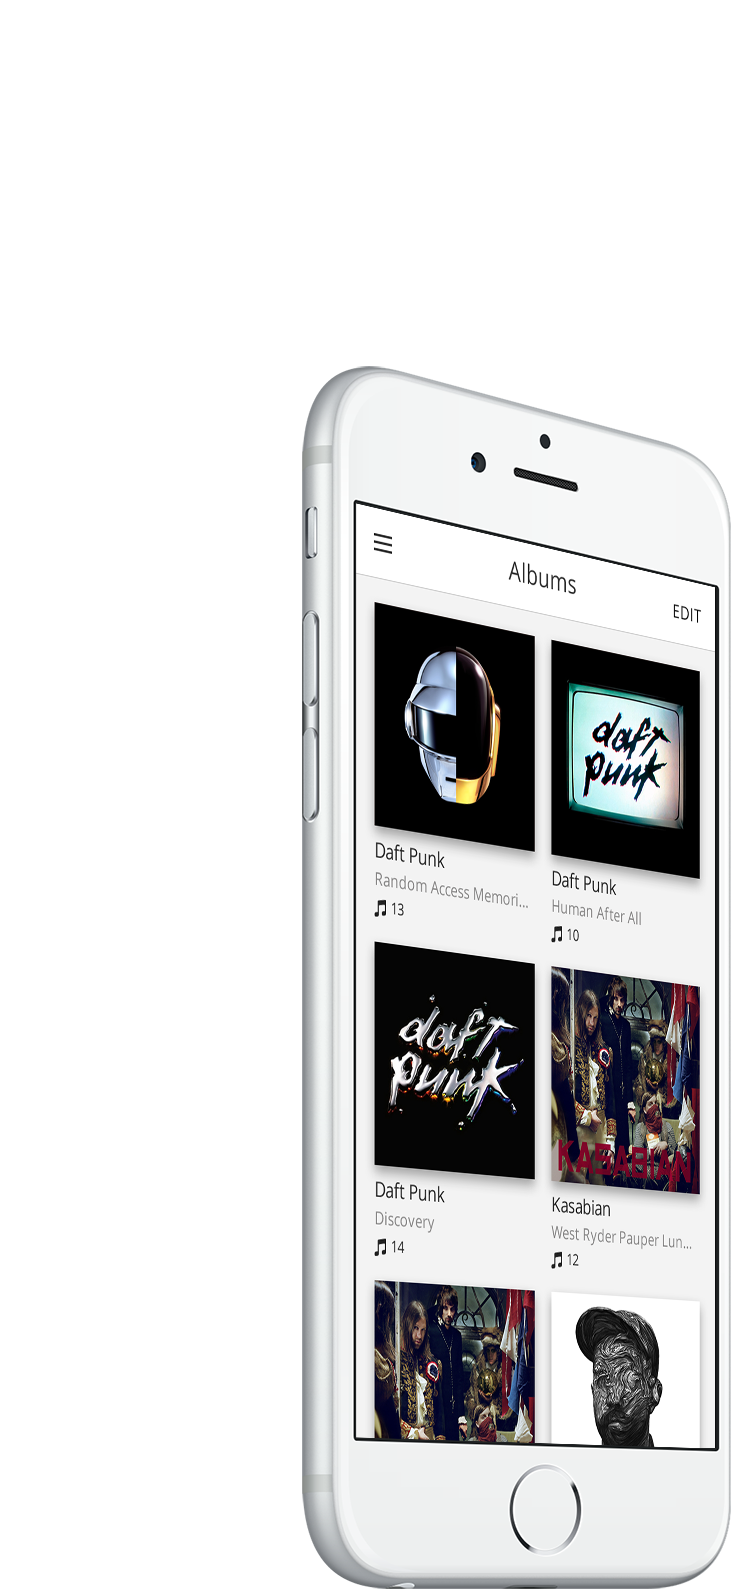 Albums
EDIT
daft
punk
Daft Punk
Random Access Memori...
13
Daft Punk
Human After All
10
daft
punk
KASABIAN
Daft Punk
Discovery
14
Kasabian
West Ryder Pauper Lun...
12